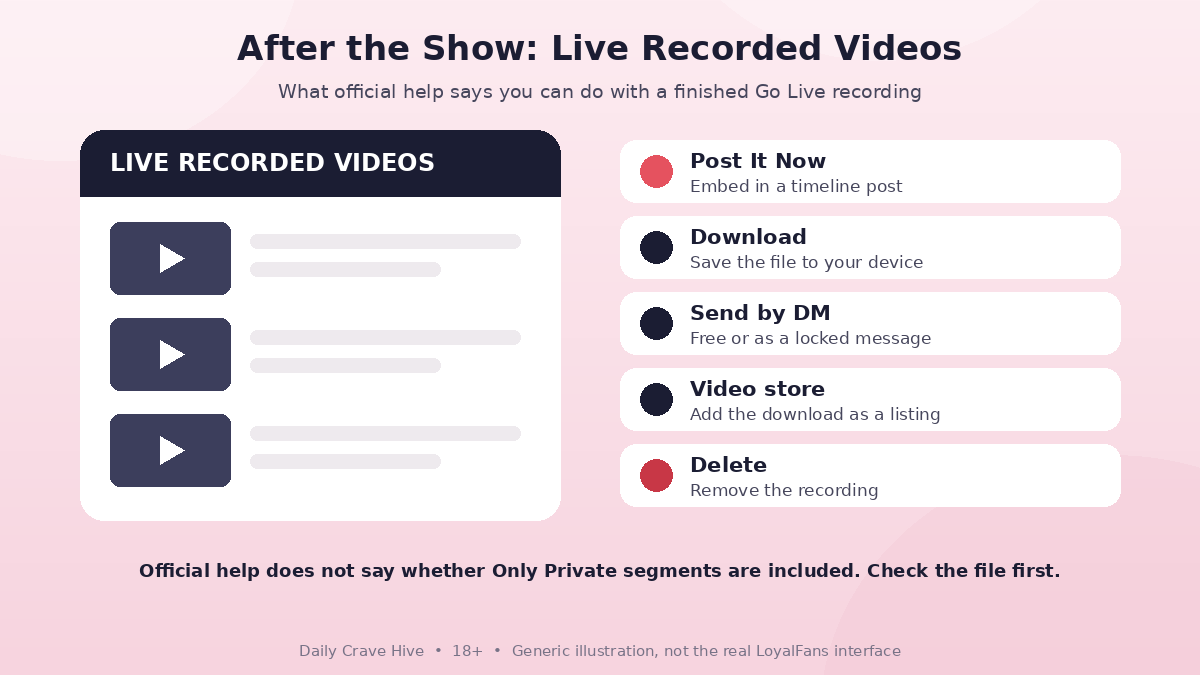 After the Show: Live Recorded Videos
What official help says you can do with a finished Go Live recording
LIVE RECORDED VIDEOS
Post It Now
Embed in a timeline post
Download
Save the file to your device
Send by DM
Free or as a locked message
Video store
Add the download as a listing
Delete
Remove the recording
Official help does not say whether Only Private segments are included. Check the file first.
Daily Crave Hive • 18+ • Generic illustration, not the real LoyalFans interface